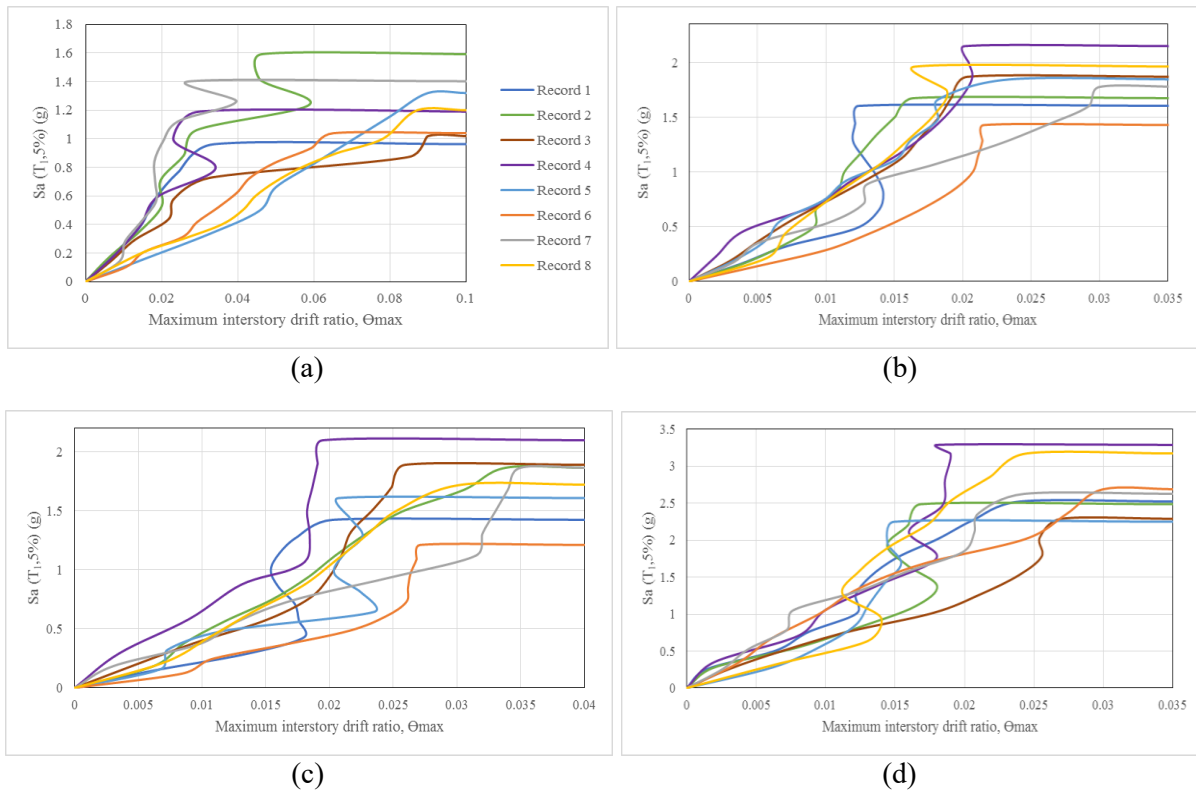 1.8
1.6
1.4
1.2
1
0.8
0.6
0.4
0.2
0
Sa (T1,5%) (g)
0 0.02 0.04 0.06 0.08 0.1
Maximum interstory drift ratio, Ɵmax
Record 1
Record 2
Record 3
Record 4
Record 5
Record 6
Record 7
Record 8
(a)
2
1.5
1
0.5
0
Sa (T1,5%) (g)
0 0.005 0.01 0.015 0.02 0.025 0.03 0.035
Maximum interstory drift ratio, Ɵmax
(b)
2
1.5
1
0.5
0
Sa (T1,5%) (g)
0 0.005 0.01 0.015 0.02 0.025 0.03 0.035 0.04
Maximum interstory drift ratio, Ɵmax
(c)
3.5
3
2.5
2
1.5
1
0.5
0
Sa (T1,5%) (g)
0 0.005 0.01 0.015 0.02 0.025 0.03 0.035
Maximum interstory drift ratio, Ɵmax
(d)